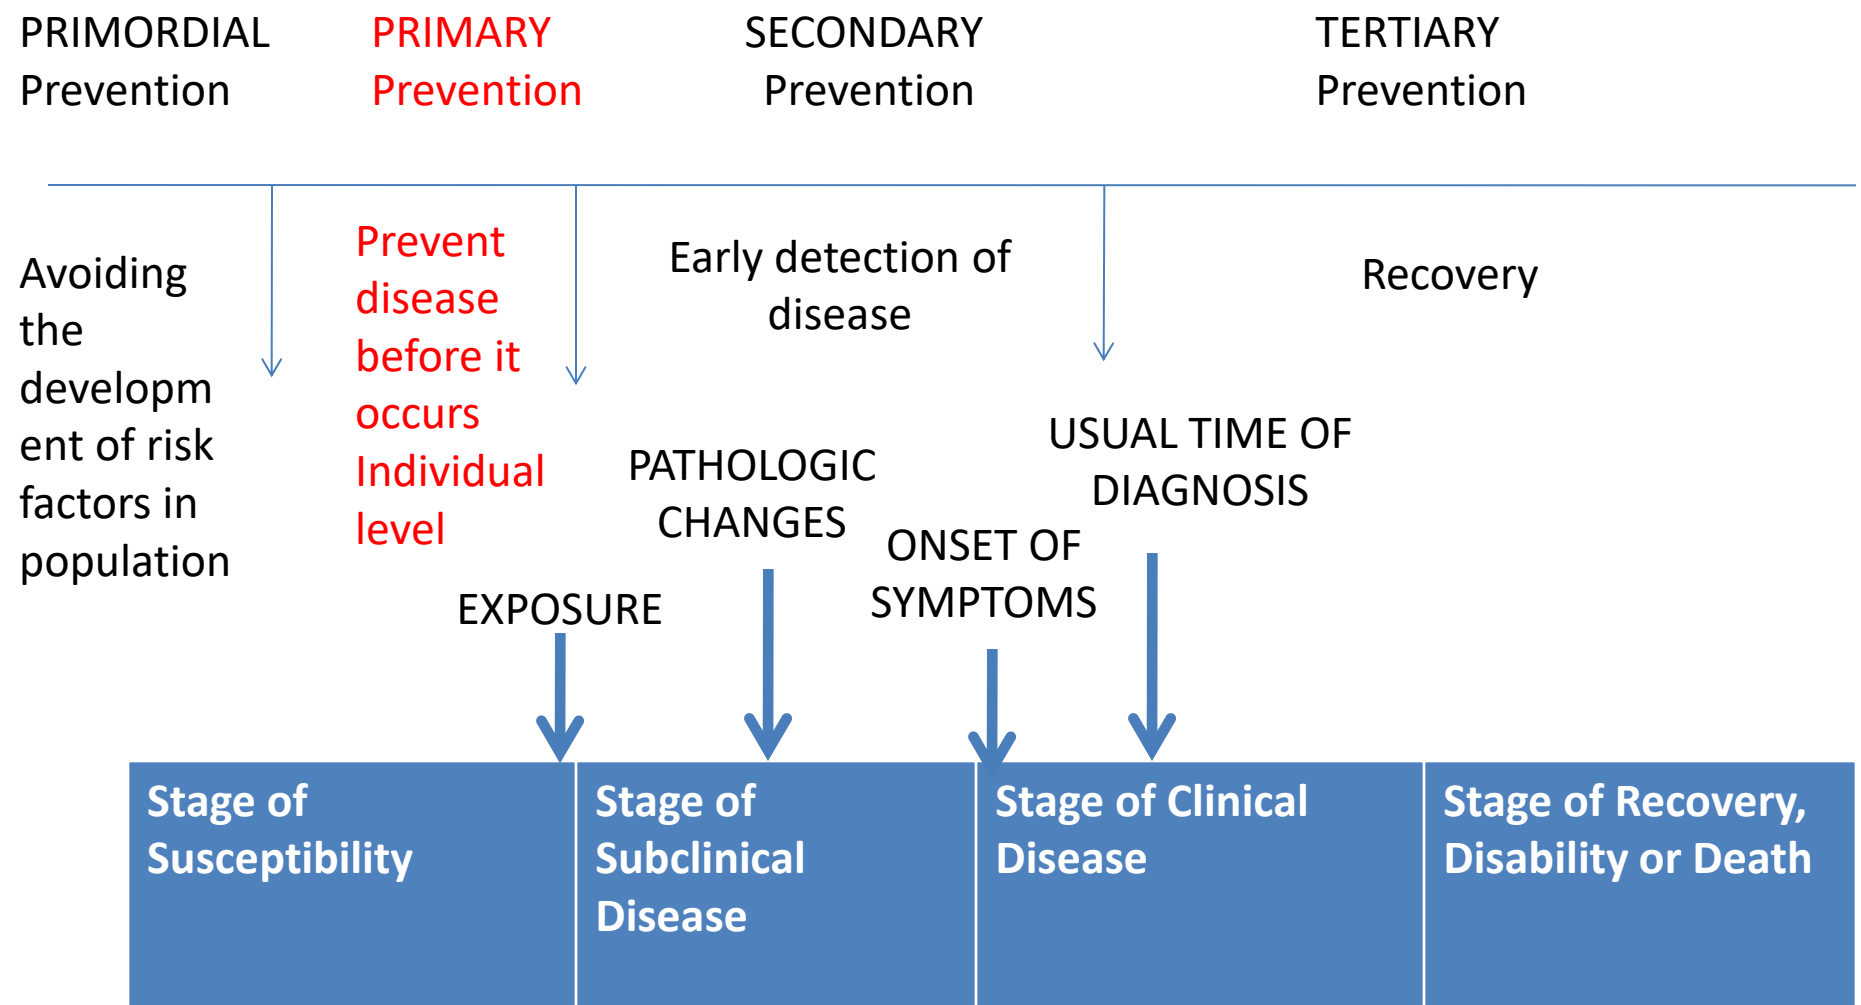 PRIMORDIAL
Prevention
PRIMARY
Prevention
SECONDARY
Prevention
TERTIARY
Prevention
Avoiding
the
developm
ent of risk
factors in
population
Prevent
disease
before it
occurs
Individual
level
Early detection of
disease
Recovery
EXPOSURE
PATHOLOGIC
CHANGES
ONSET OF
SYMPTOMS
USUAL TIME OF
DIAGNOSIS
Stage of
Susceptibility
Stage of
Subclinical
Disease
Stage of Clinical
Disease
Stage of Recovery,
Disability or Death